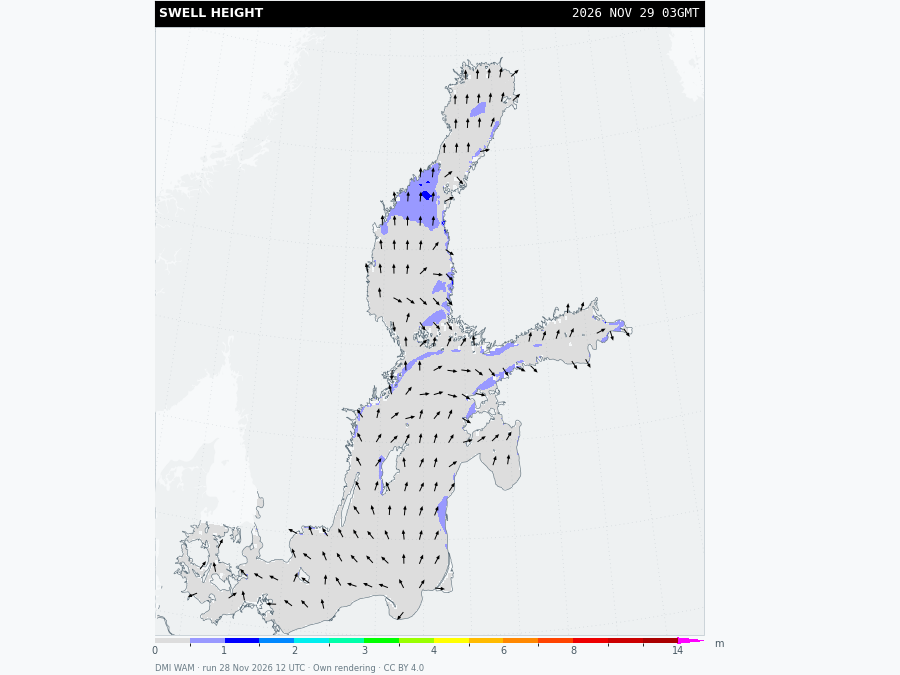 SWELL HEIGHT 2026 NOV 29 03GMT
0 1 2 3 4 6 8 14 m
DMI WAM · run 28 Nov 2026 12 UTC · Own rendering · CC BY 4.0